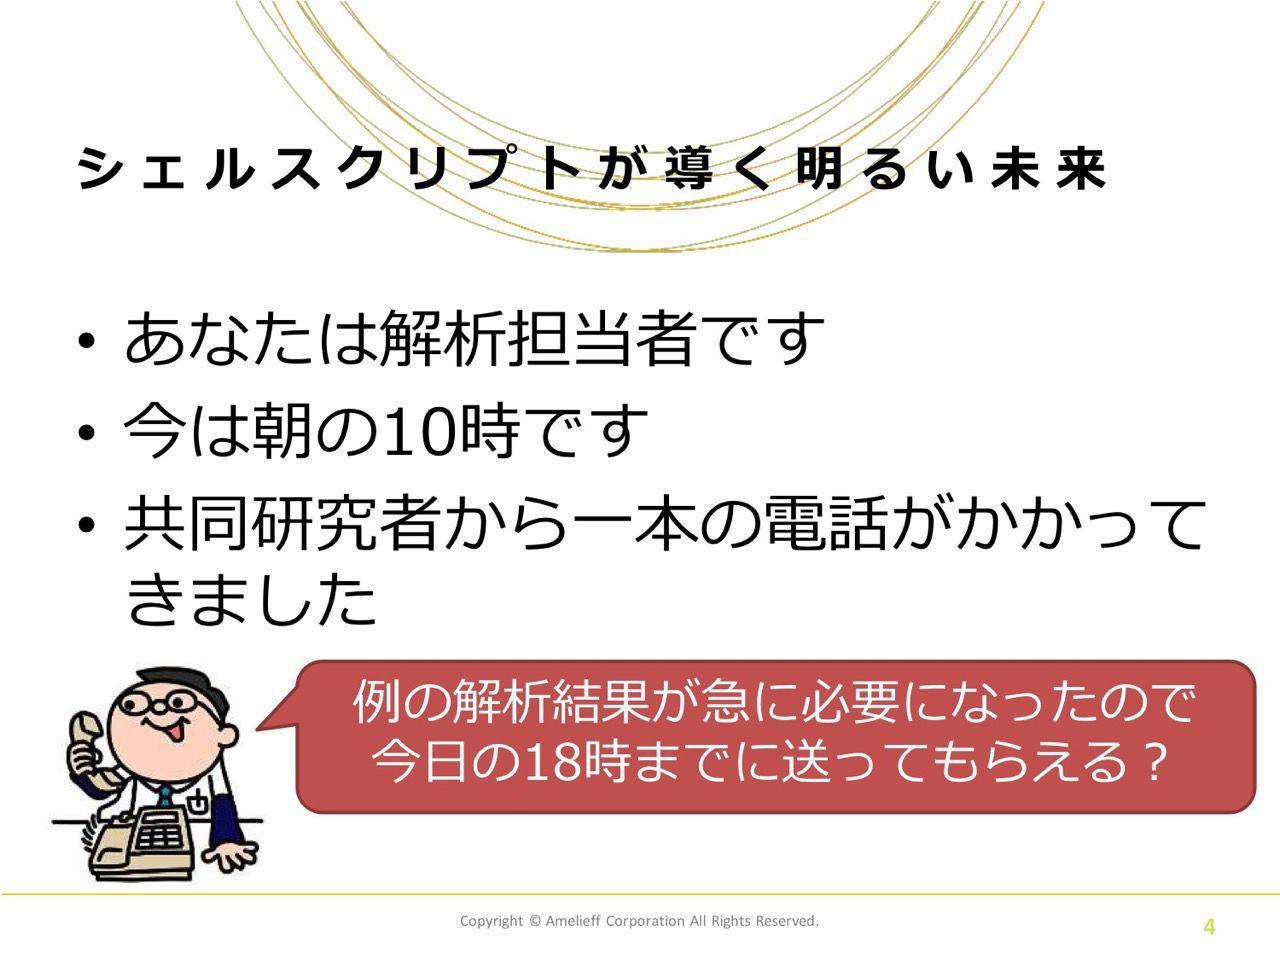 シェルスクリプトが導く明るい未来
• あなたは解析担当者です
• 今は朝の10時です
• 共同研究者から一本の電話がかかって
きました
例の解析結果が急に必要になったので
今日の18時までに送ってもらえる？
Copyright © Amelieff Corporation All Rights Reserved.
4